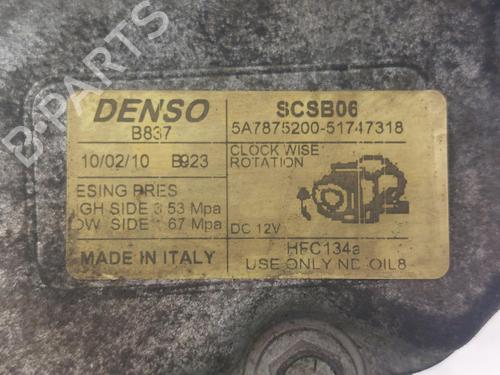 B-PARTS
DENSO
B837
10/02/10 B923
ESING PRES
GH SIDE 3 53 Mpa
OW SIDE 1 67 Mpa
MADE IN ITALY
SCSB06
5A7875200-51747318
CLOCK WISE
ROTATION
DC 12V
HFC134a
USE ONLY ND OIL8